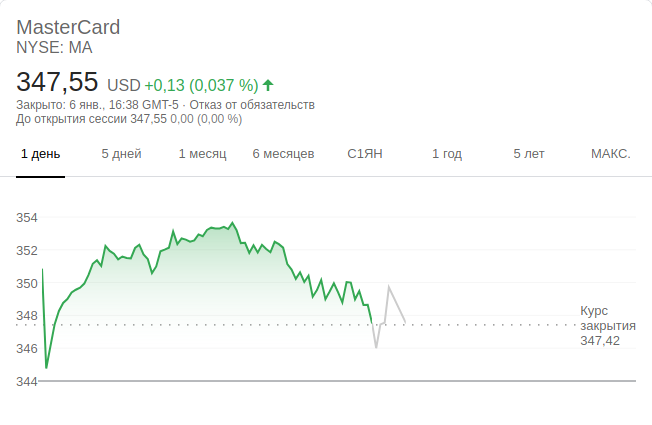 MasterCard
NYSE: MA
347,55 USD +0,13 (0,037 %)
Закрыто: 6 янв., 16:38 GMT-5 · Отказ от обязательств
До открытия сессии 347,55 0,00 (0,00 %)
1 день 5 дней 1 месяц 6 месяцев С1ЯН 1 год 5 лет МАКС.
354
352
350
348
346
344
Курс
закрытия
347,42